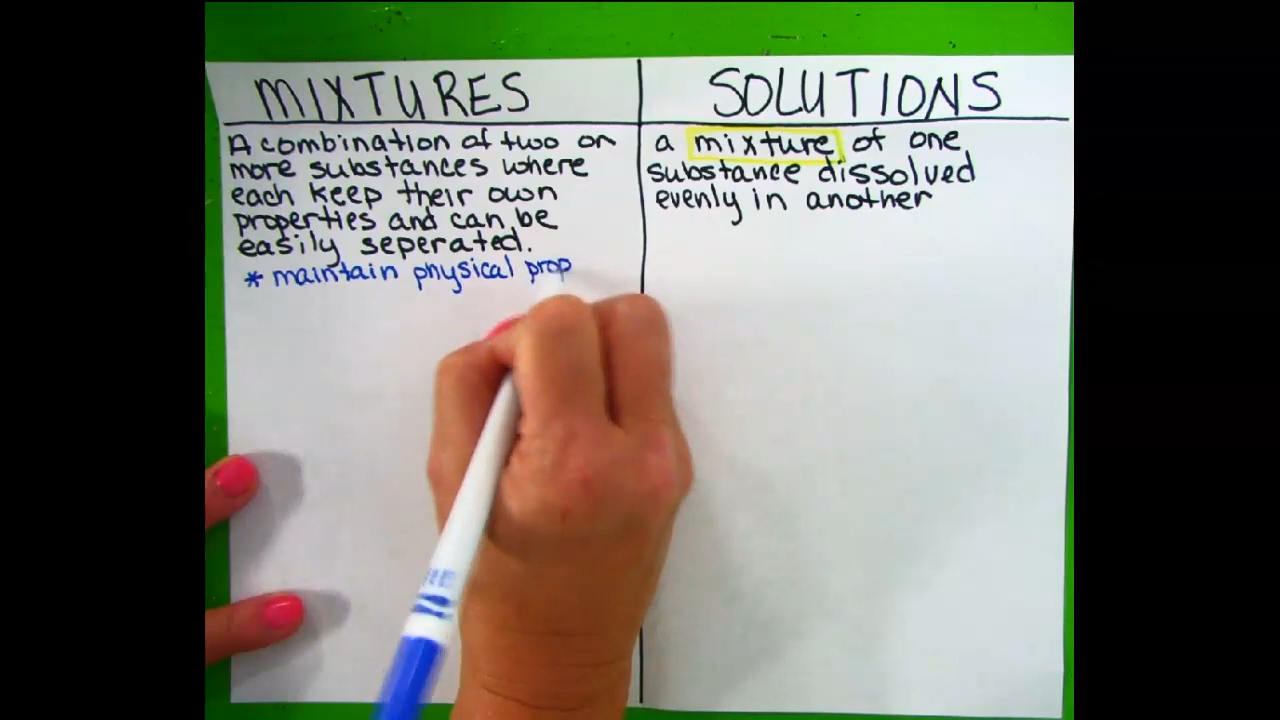 MIXTURES
A combination of two or
more substances where
each keep their own
properties and can be
easily seperated.
* maintain physical prop
SOLUTIONS
a mixture of one
substance dissolved
evenly in another